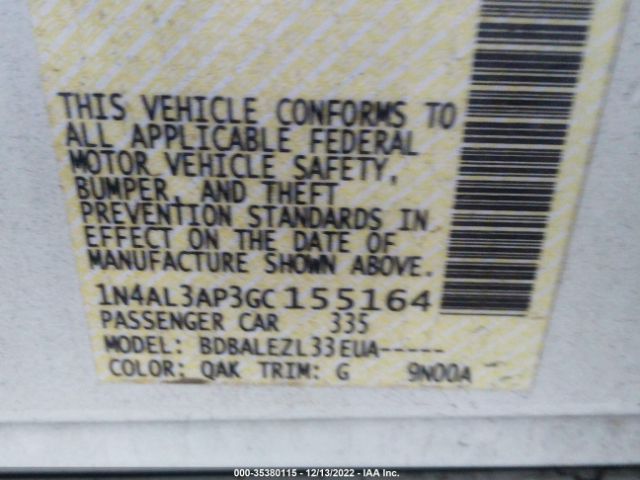 THIS VEHICLE CONFORMS TO
ALL APPLICABLE FEDERAL
MOTOR VEHICLE SAFETY,
BUMPER, AND THEFT
PREVENTION STANDARDS IN
EFFECT ON THE DATE OF
MANUFACTURE SHOWN ABOVE.
1N4AL3AP3GC155164
PASSENGER CAR 335
MODEL: BDBALEZL33EUA-----
COLOR: QAK TRIM: G 9N00A
000-35380115 - 12/13/2022 - IAA Inc.